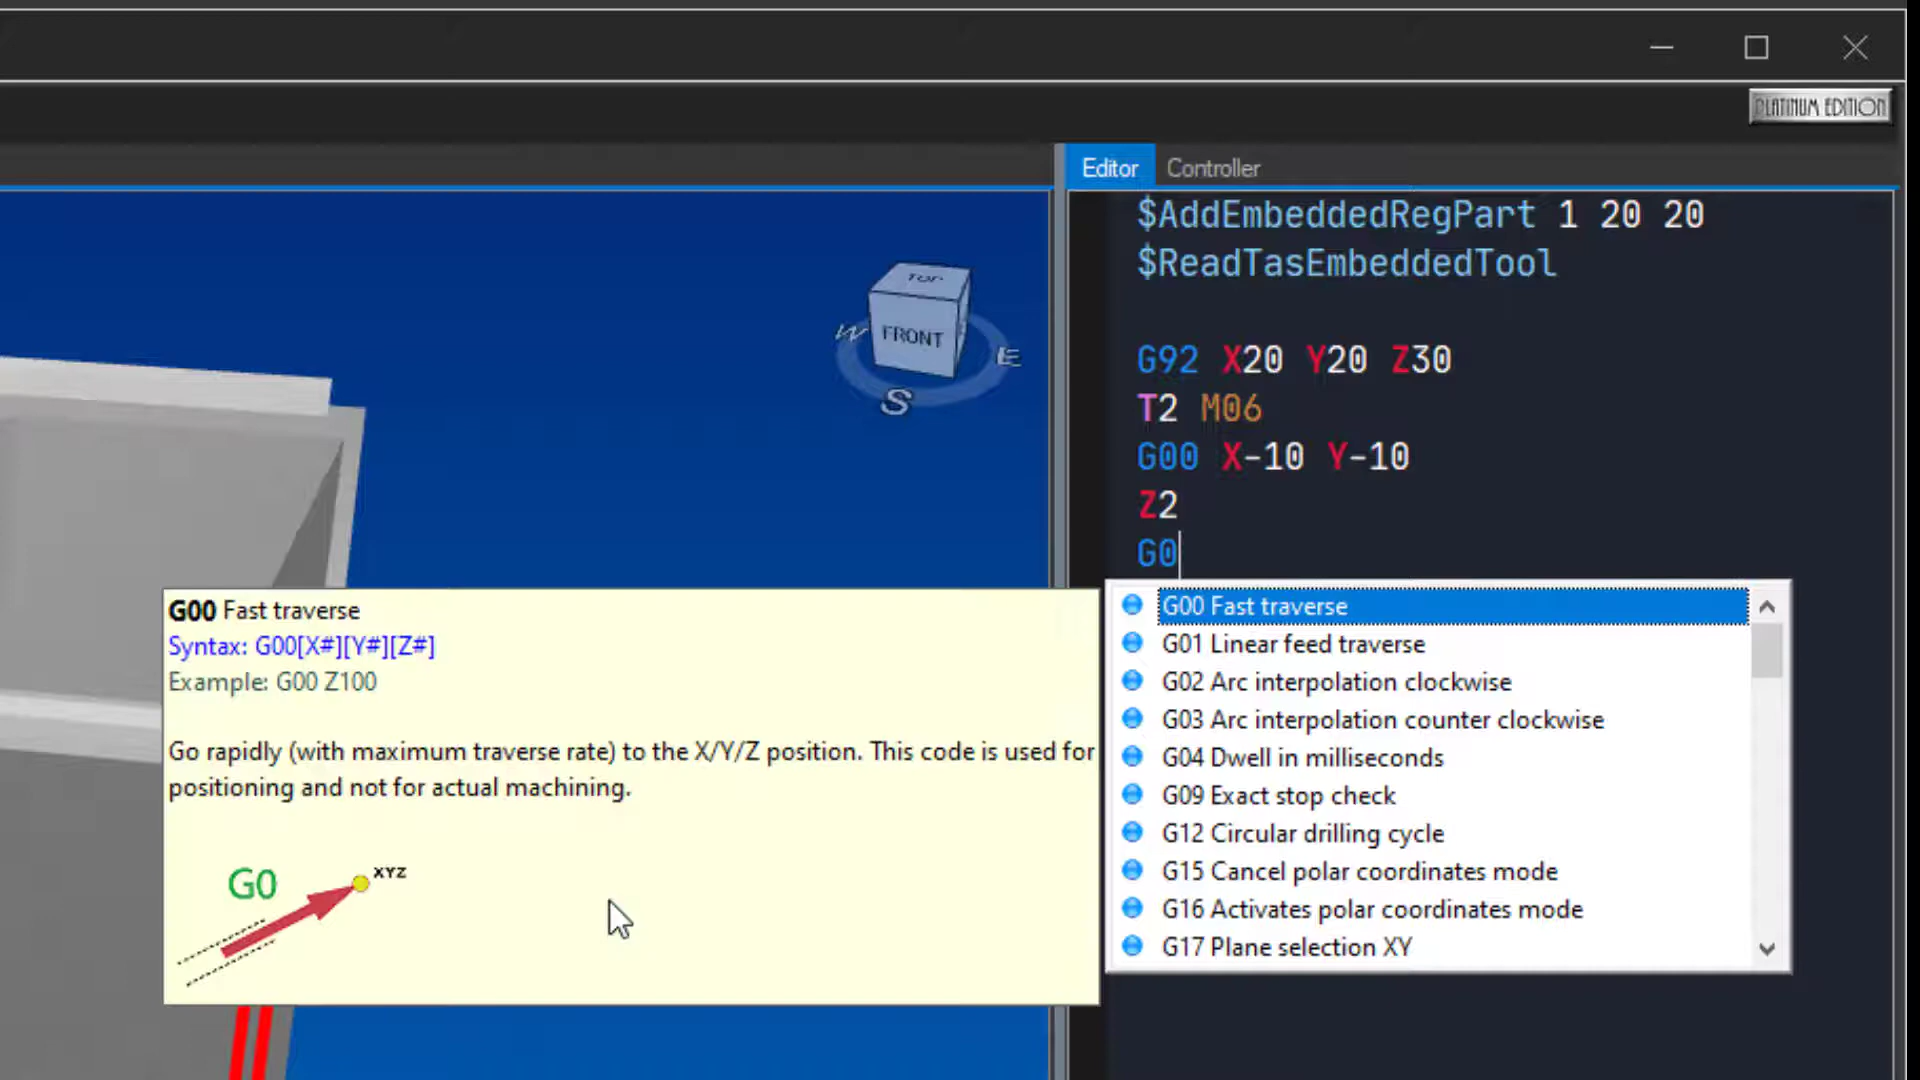 PLATINUM EDITION
Editor Controller
$AddEmbeddedRegPart 1 20 20
$ReadTasEmbeddedTool
G92 X20 Y20 Z30
T2 M06
G00 X-10 Y-10
Z2
G0
TOP
FRONT
W
E
S
G00 Fast traverse
Syntax: G00[X#][Y#][Z#]
Example: G00 Z100
Go rapidly (with maximum traverse rate) to the X/Y/Z position. This code is used for
positioning and not for actual machining.
G0
XYZ
G00 Fast traverse
G01 Linear feed traverse
G02 Arc interpolation clockwise
G03 Arc interpolation counter clockwise
G04 Dwell in milliseconds
G09 Exact stop check
G12 Circular drilling cycle
G15 Cancel polar coordinates mode
G16 Activates polar coordinates mode
G17 Plane selection XY